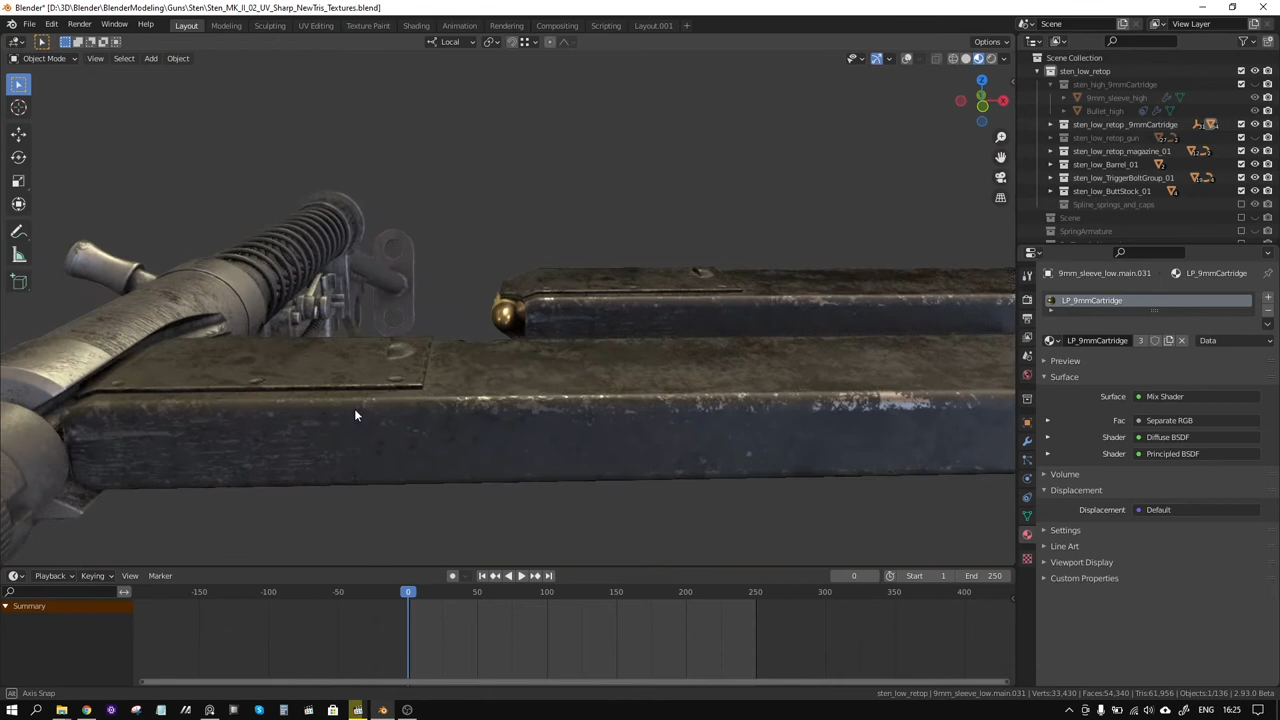 Blender* [D:\3D\Blender\BlenderModeling\Guns\Sten\Sten_MK_II_02_UV_Sharp_NewTris_Textures.blend]
File Edit Render Window Help Layout Modeling Sculpting UV Editing Texture Paint Shading Animation Rendering Compositing Scripting Layout.001 + Scene View Layer
Local Options
Object Mode View Select Add Object
Scene Collection
sten_low_retop
sten_high_9mmCartridge
9mm_sleeve_high
Bullet_high
sten_low_retop _9mmCartridge
sten_low_retop_gun
sten_low_retop_magazine_01
sten_low_Barrel_01
sten_low_TriggerBoltGroup_01
sten_low_ButtStock_01
Spline_springs_and_caps
Scene
SpringArmature
9mm_sleeve_low.main.031 LP_9mmCartridge
LP_9mmCartridge
LP_9mmCartridge 3 Data
Preview
Surface
Surface Mix Shader
Fac Separate RGB
Shader Diffuse BSDF
Shader Principled BSDF
Volume
Displacement
Displacement Default
Settings
Line Art
Viewport Display
Custom Properties
Z
X
Playback Keying View Marker 0 Start 1 End 250
-150 -100 -50 0 50 100 150 200 250 300 350 400
Summary
Alt Axis Snap sten_low_retop | 9mm_sleeve_low.main.031 | Verts:33,430 | Faces:54,340 | Tris:61,956 | Objects:1/136 | 2.93.0 Beta
ENG 16:25